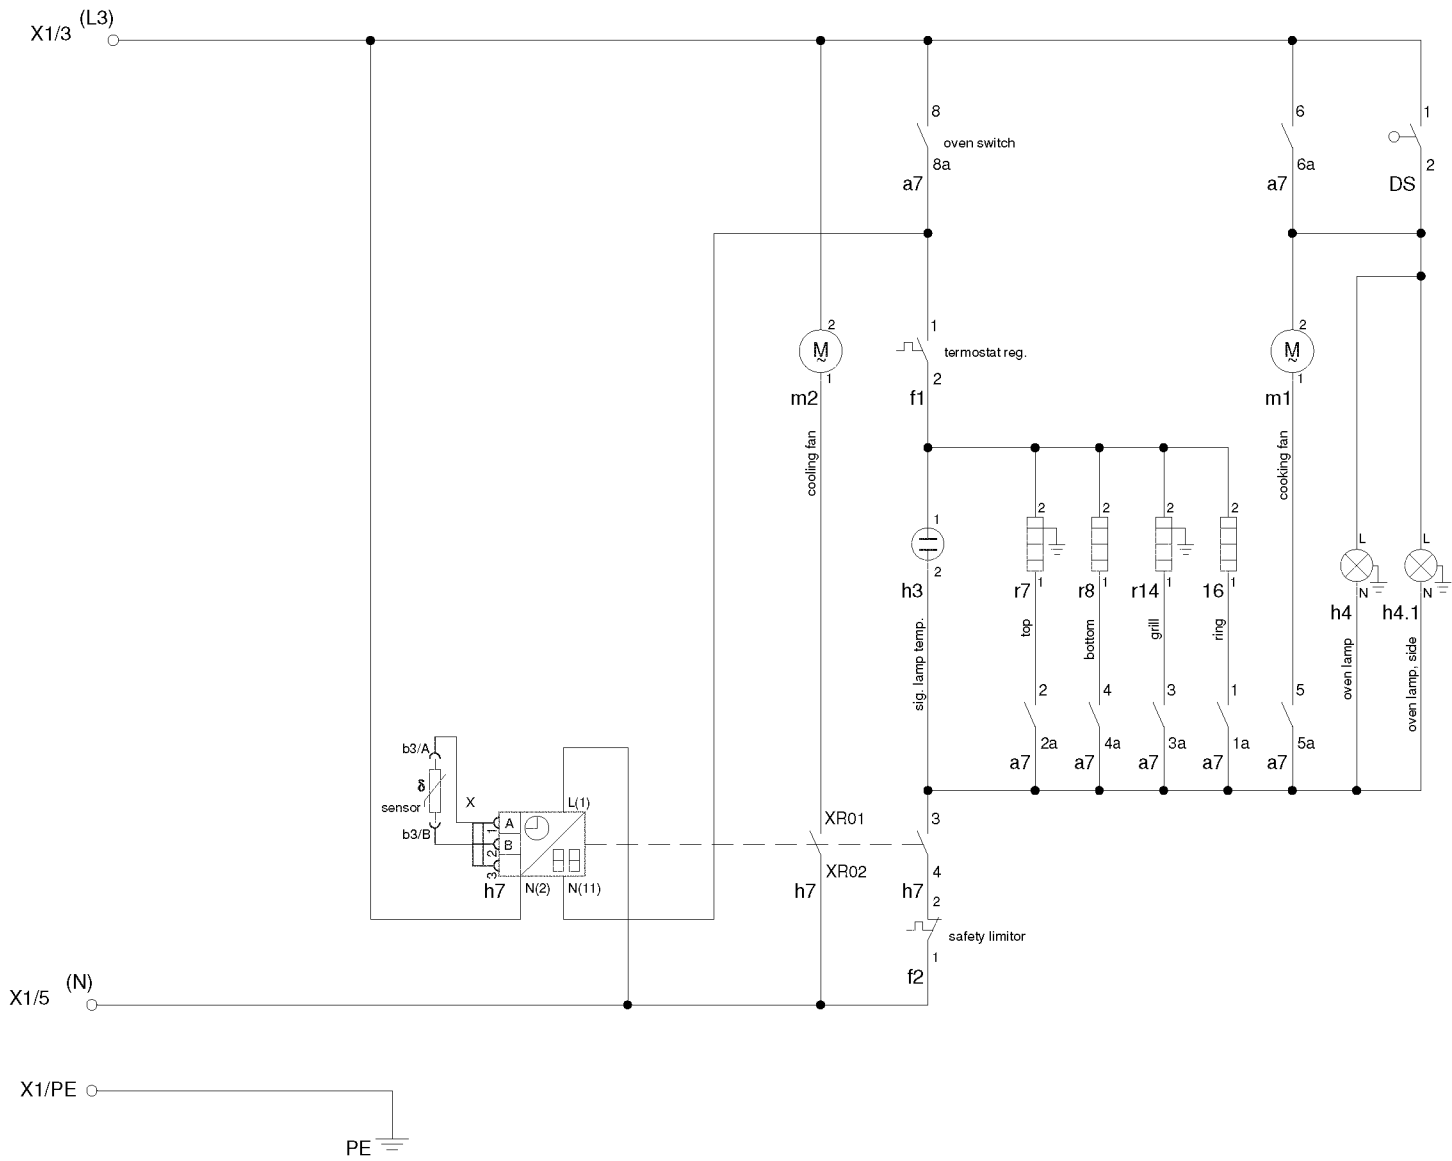 (L3)
X1/3
8
6
1
oven switch
8a
6a
2
a7
a7
DS
1
2
2
M
~
termostat reg.
M
~
1
2
1
m2
f1
m1
cooling fan
cooking fan
1
2
2
2
2
L
L
2
1
1
1
1
N
N
h3
r7
r8
r14
16
h4
h4.1
sig. lamp temp.
top
bottom
grill
ring
oven lamp
oven lamp, side
2
4
3
1
5
2a
4a
3a
1a
5a
a7
a7
a7
a7
a7
b3/A
δ
sensor
X
L(1)
b3/B
1
A
2
B
3
XR01
3
XR02
4
h7
N(2)
N(11)
h7
h7
2
safety limitor
1
f2
(N)
X1/5
X1/PE
PE